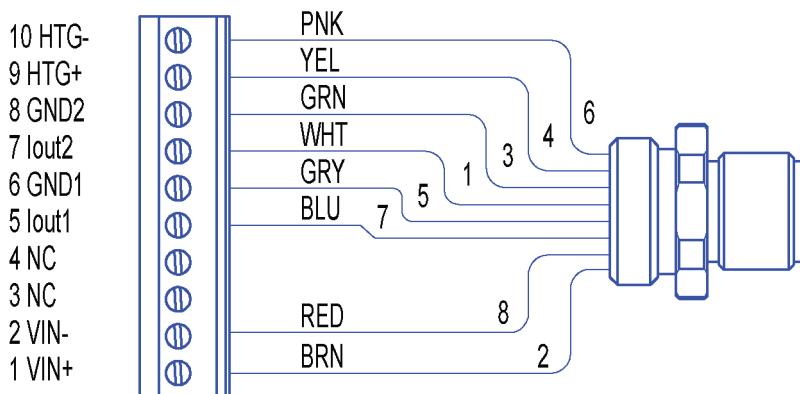 10 HTG-
9 HTG+
8 GND2
7 Iout2
6 GND1
5 Iout1
4 NC
3 NC
2 VIN-
1 VIN+
PNK
YEL
GRN
WHT
GRY
BLU
RED
BRN
6
4
3
1
5
7
8
2